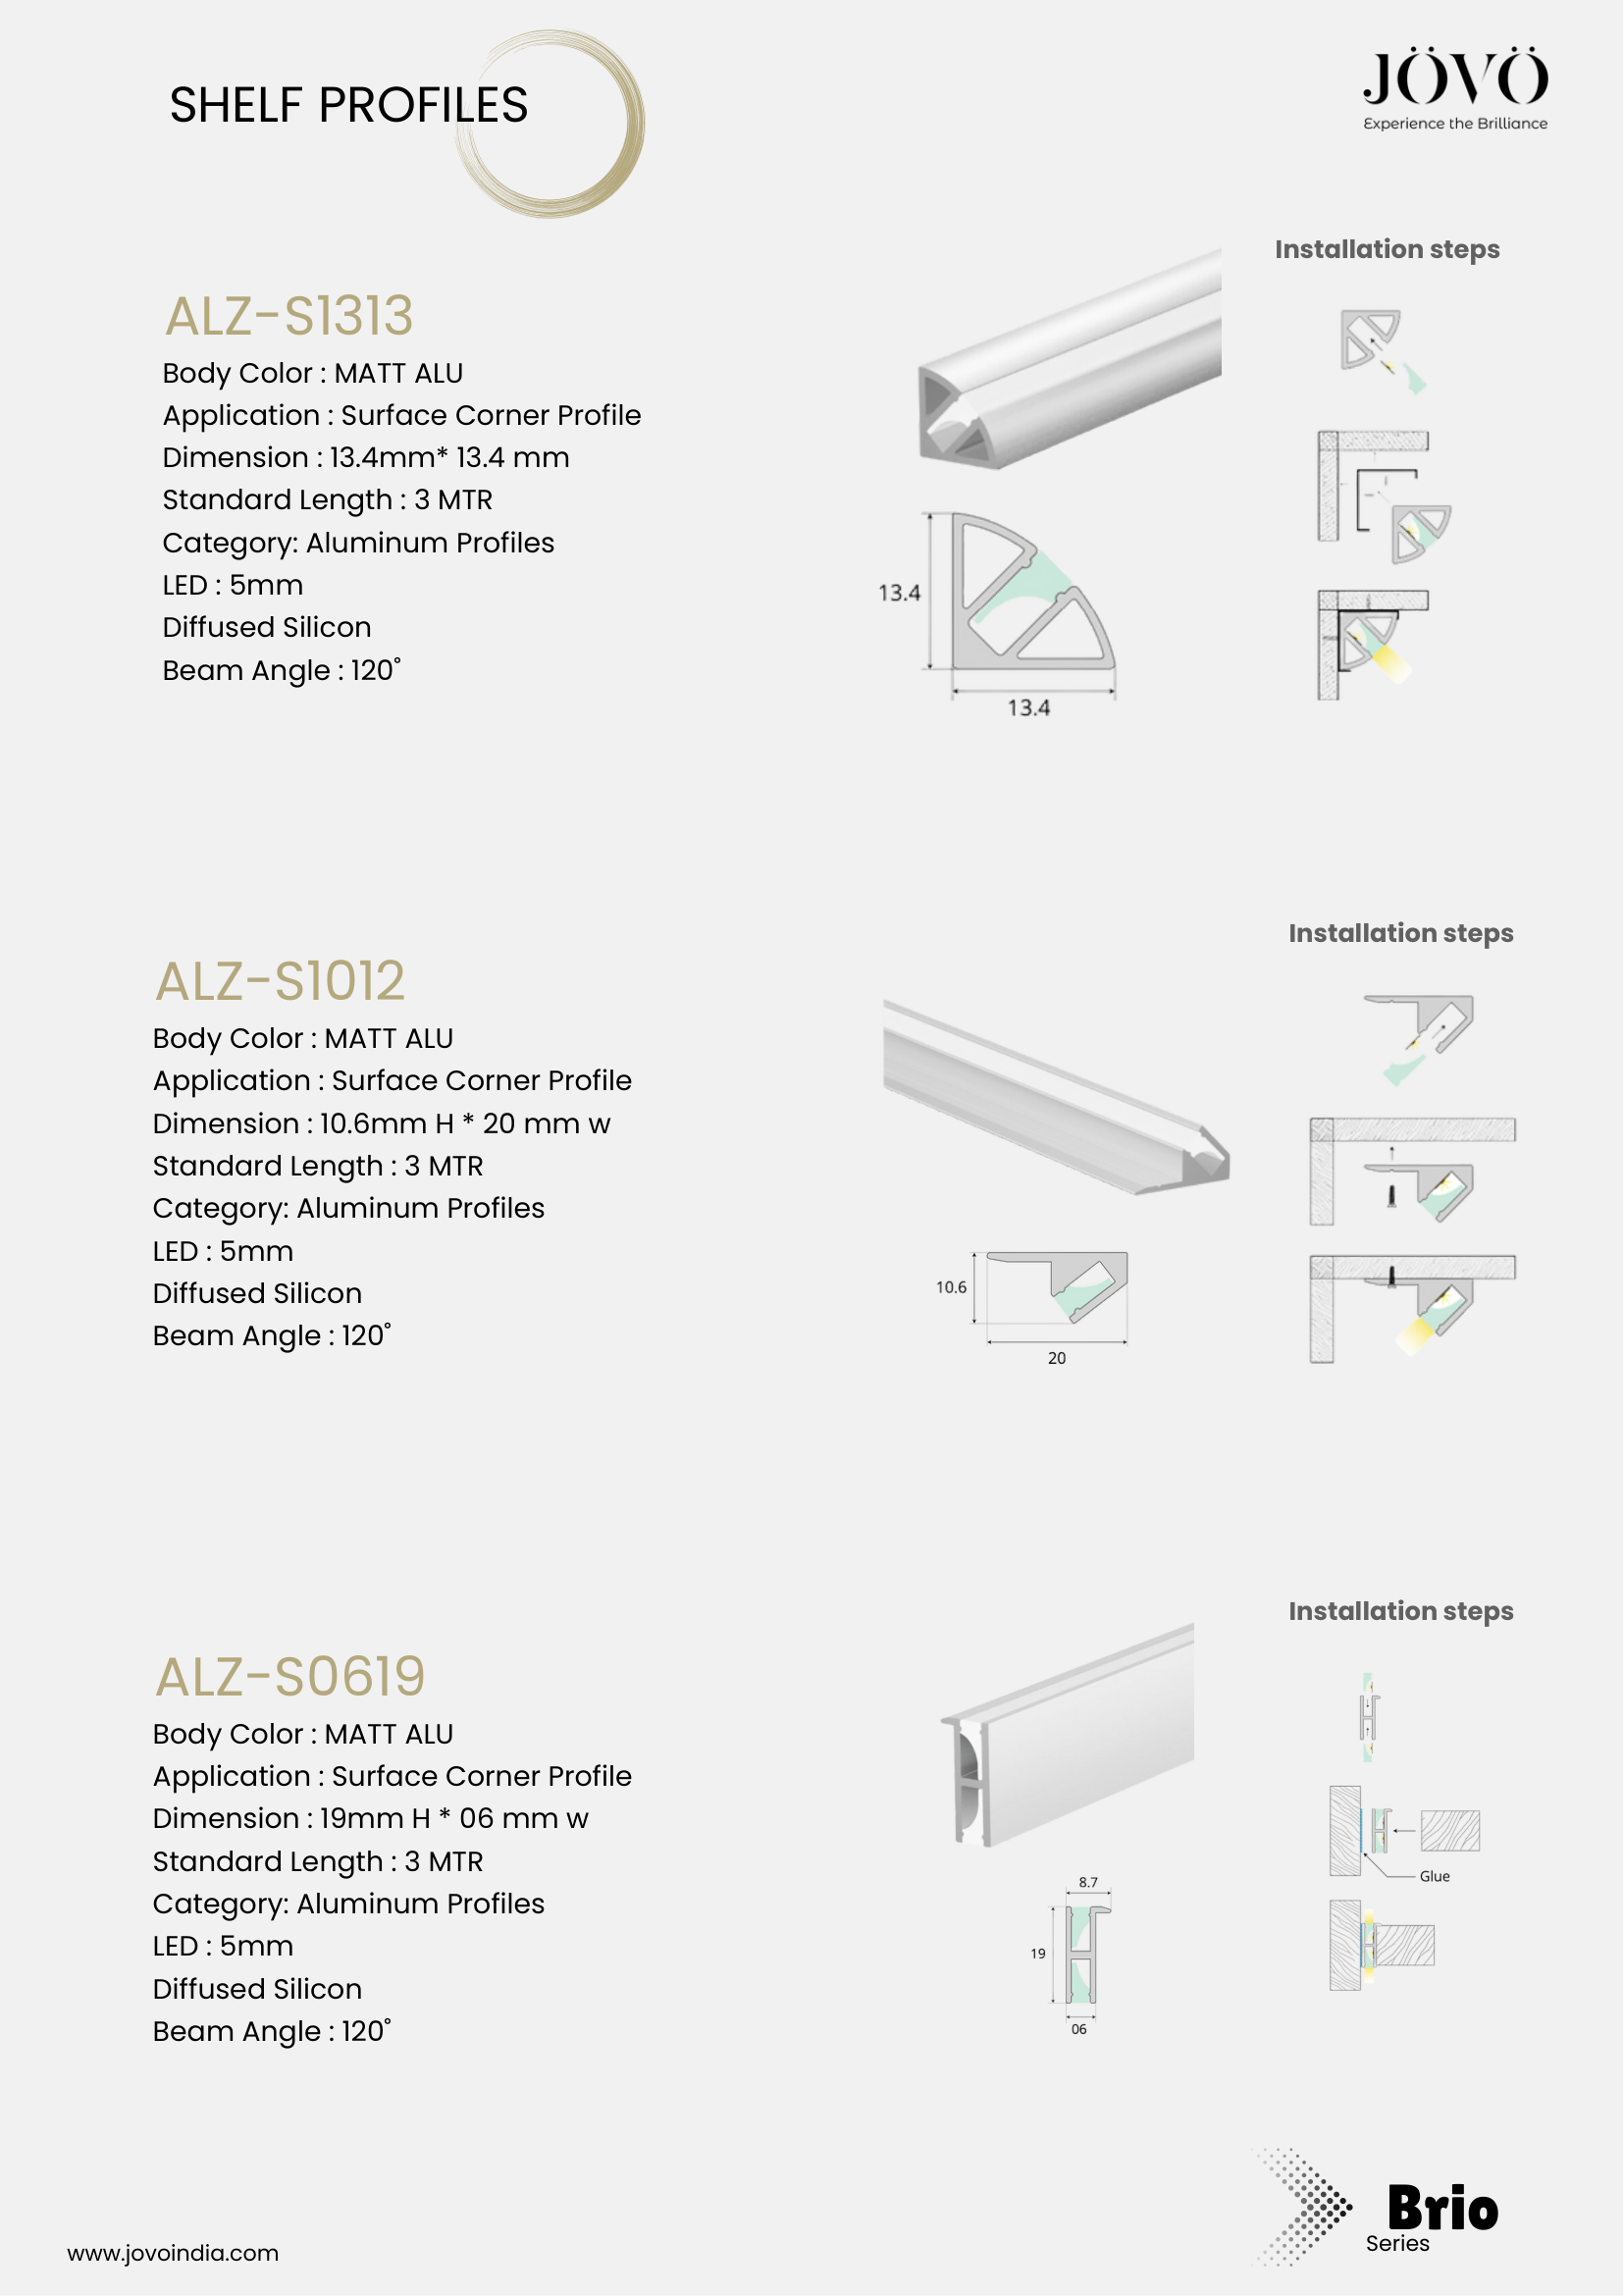 SHELF PROFILES
JÖVÖ
Experience the Brilliance
Installation steps
ALZ-S1313
Body Color : MATT ALU
Application : Surface Corner Profile
Dimension : 13.4mm* 13.4 mm
Standard Length : 3 MTR
Category: Aluminum Profiles
LED : 5mm
Diffused Silicon
Beam Angle : 120°
13.4
13.4
Installation steps
ALZ-S1012
Body Color : MATT ALU
Application : Surface Corner Profile
Dimension : 10.6mm H * 20 mm w
Standard Length : 3 MTR
Category: Aluminum Profiles
LED : 5mm
Diffused Silicon
Beam Angle : 120°
10.6
20
Installation steps
ALZ-S0619
Body Color : MATT ALU
Application : Surface Corner Profile
Dimension : 19mm H * 06 mm w
Standard Length : 3 MTR
Category: Aluminum Profiles
LED : 5mm
Diffused Silicon
Beam Angle : 120°
8.7
19
06
Glue
Brio
Series
www.jovoindia.com